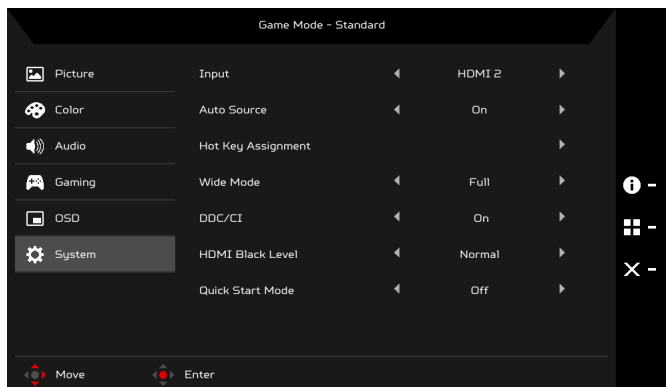 Game Mode - Standard
Picture Input HDMI 2
Color Auto Source On
Audio Hot Key Assignment
Gaming Wide Mode Full
OSD DDC/CI On
System HDMI Black Level Normal
Quick Start Mode Off
Move Enter